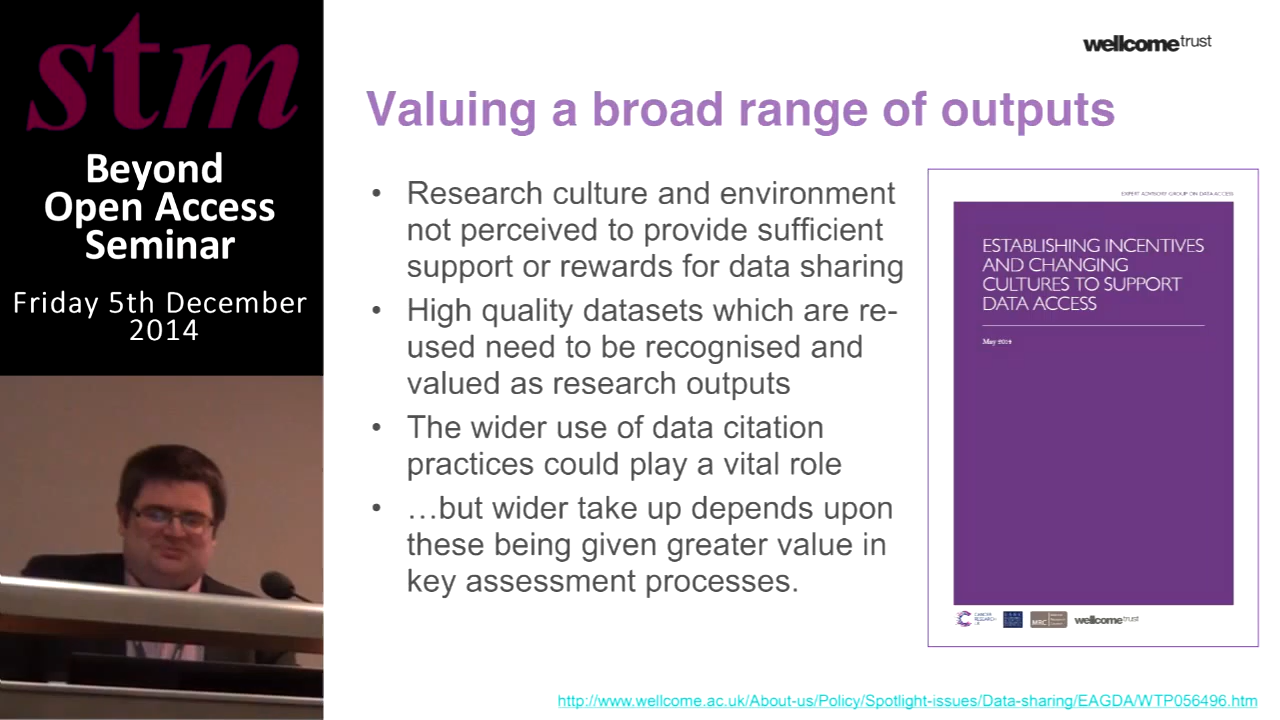 stm
Beyond
Open Access
Seminar
Friday 5th December
2014
wellcometrust
Valuing a broad range of outputs
• Research culture and environment
not perceived to provide sufficient
support or rewards for data sharing
• High quality datasets which are re-
used need to be recognised and
valued as research outputs
• The wider use of data citation
practices could play a vital role
• …but wider take up depends upon
these being given greater value in
key assessment processes.
EXPERT ADVISORY GROUP ON DATA ACCESS
ESTABLISHING INCENTIVES
AND CHANGING
CULTURES TO SUPPORT
DATA ACCESS
May 2014
CANCER
RESEARCH
UK
MRC
wellcometrust
http://www.wellcome.ac.uk/About-us/Policy/Spotlight-issues/Data-sharing/EAGDA/WTP056496.htm